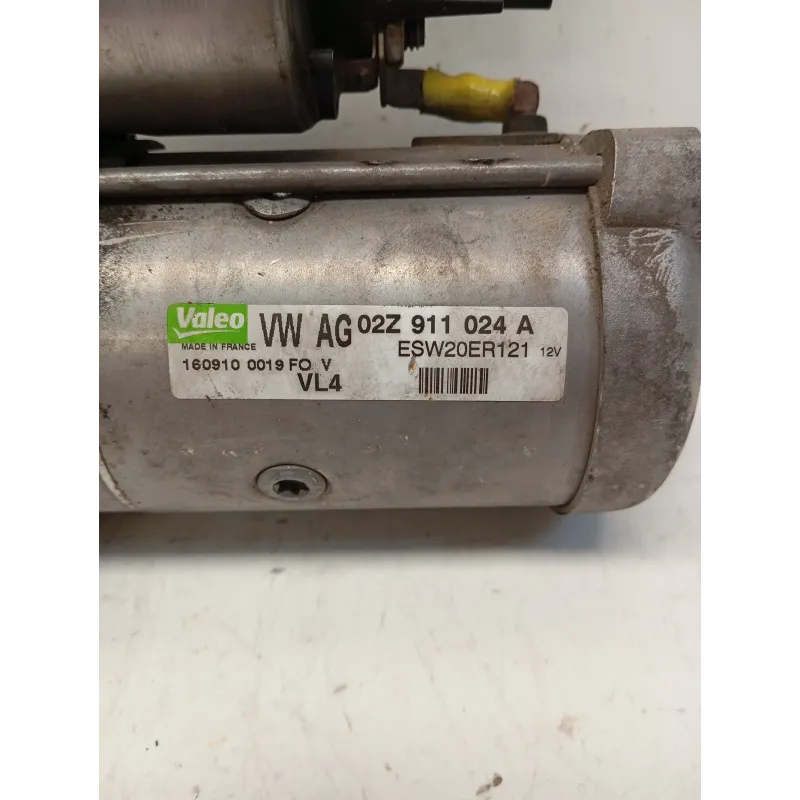 Valeo VW AG 02Z 911 024 A
MADE IN FRANCE ESW20ER121 12V
160910 0019 FO V
VL4